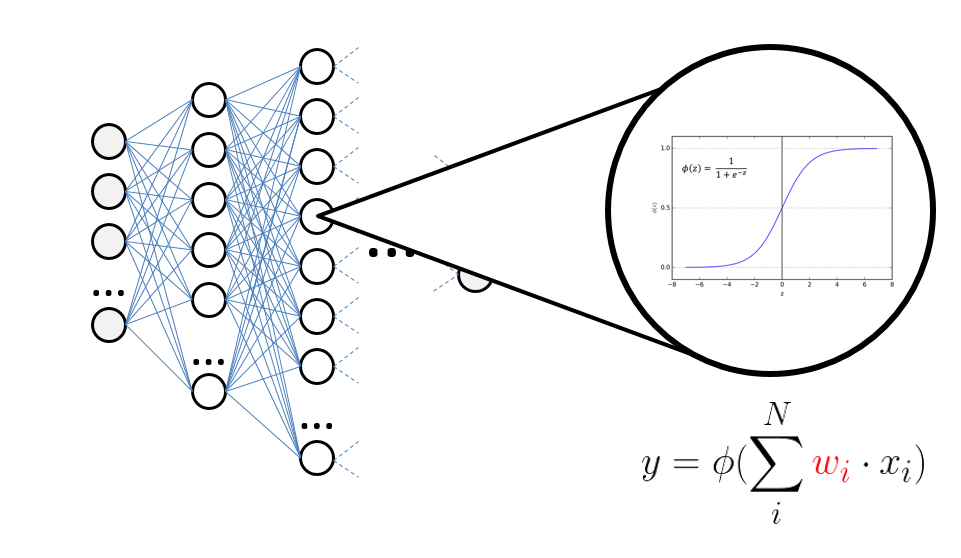 1.0
φ(z) = 1 / (1 + e^{-z})
φ(z)
0.5
0.0
−8 −6 −4 −2 0 2 4 6 8
z
y = φ(∑_{i}^{N} w_i · x_i)